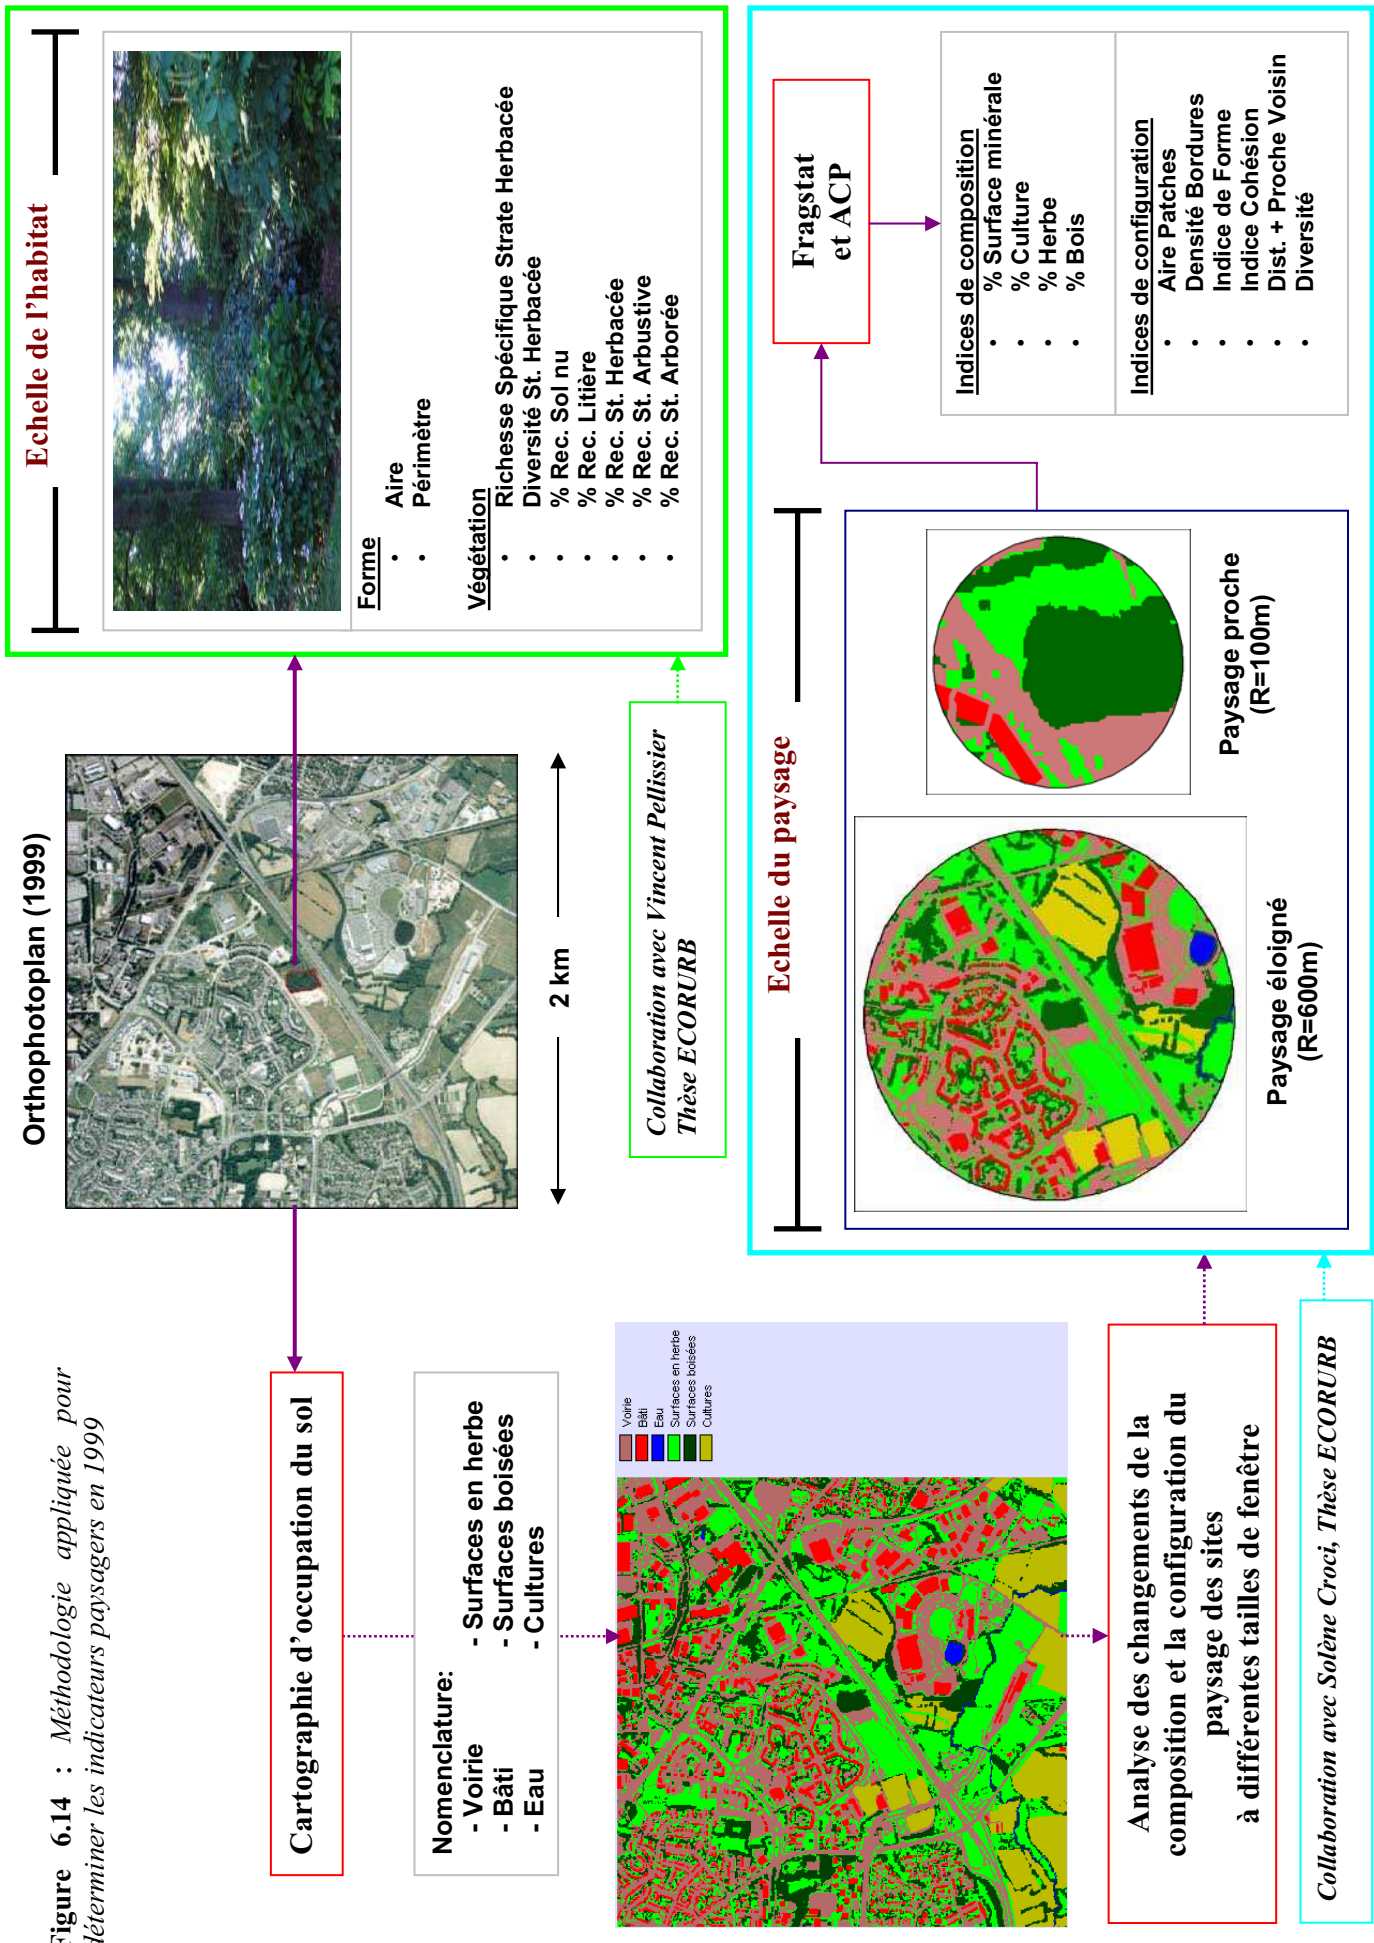 Figure 6.14 : Méthodologie appliquée pour
déterminer les indicateurs paysagers en 1999
Orthophotoplan (1999)
2 km
Cartographie d'occupation du sol
Nomenclature:
- Voirie
- Bâti
- Eau
- Surfaces en herbe
- Surfaces boisées
- Cultures
Voirie
Bâti
Eau
Surfaces en herbe
Surfaces boisées
Cultures
Analyse des changements de la
composition et la configuration du
paysage des sites
à différentes tailles de fenêtre
Collaboration avec Solène Croci, Thèse ECORURB
Echelle de l'habitat
Forme
• Aire
• Périmètre
Végétation
• Richesse Spécifique Strate Herbacée
• Diversité St. Herbacée
• % Rec. Sol nu
• % Rec. Litière
• % Rec. St. Herbacée
• % Rec. St. Arbustive
• % Rec. St. Arborée
Collaboration avec Vincent Pellissier
Thèse ECORURB
Echelle du paysage
Paysage éloigné
(R=600m)
Paysage proche
(R=100m)
Fragstat
et ACP
Indices de composition
• % Surface minérale
• % Culture
• % Herbe
• % Bois
Indices de configuration
• Aire Patches
• Densité Bordures
• Indice de Forme
• Indice Cohésion
• Dist. + Proche Voisin
• Diversité